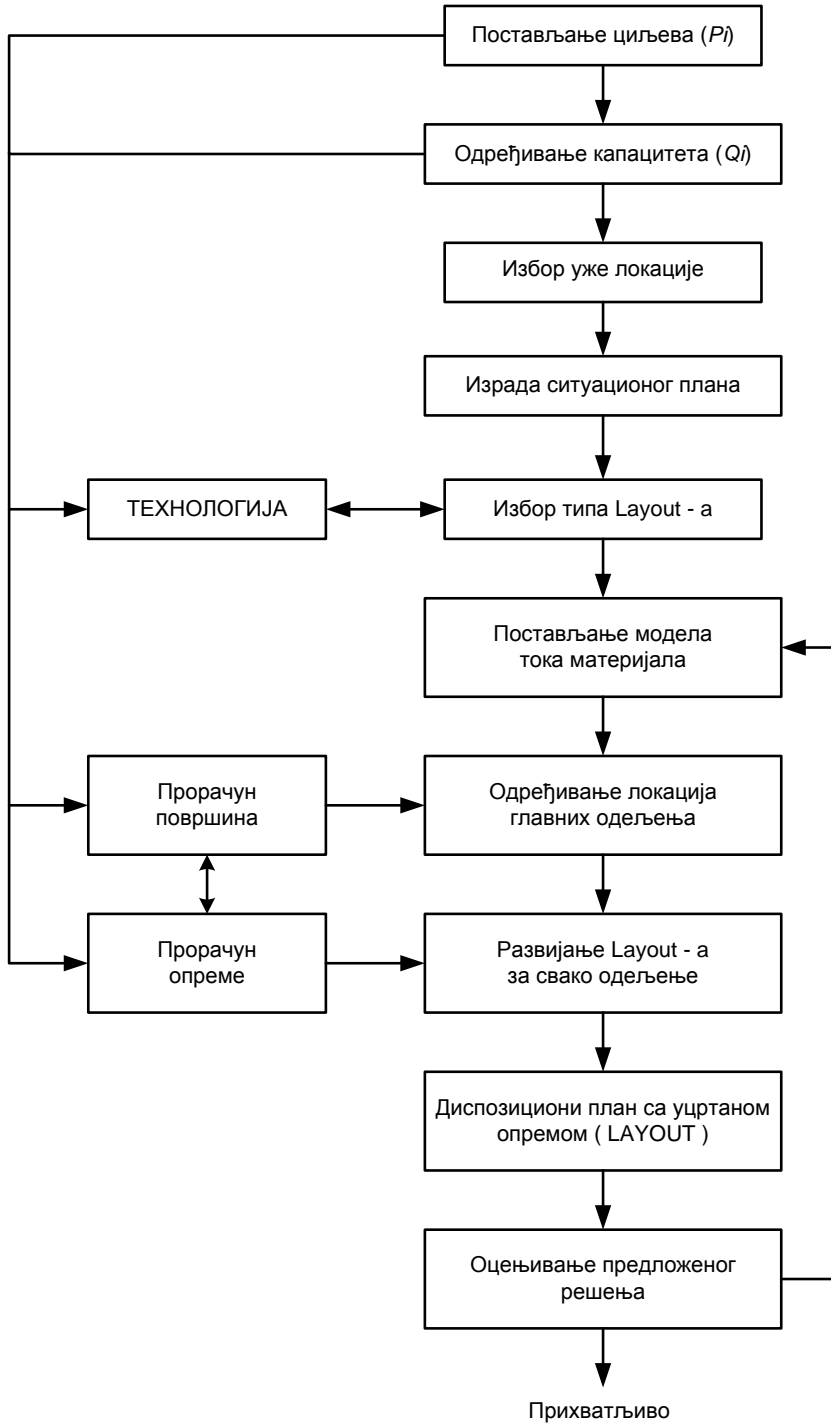 Постављање циљева (Pi)
Одређивање капацитета (Qi)
Избор уже локације
Израда ситуационог плана
ТЕХНОЛОГИЈА
Избор типа Layout - а
Постављање модела
тока материјала
Прорачун
површина
Одређивање локација
главних одељења
Прорачун
опреме
Развијање Layout - а
за свако одељење
Диспозициони план са уцртаном
опремом ( LAYOUT )
Оцењивање предложеног
решења
Прихватљиво